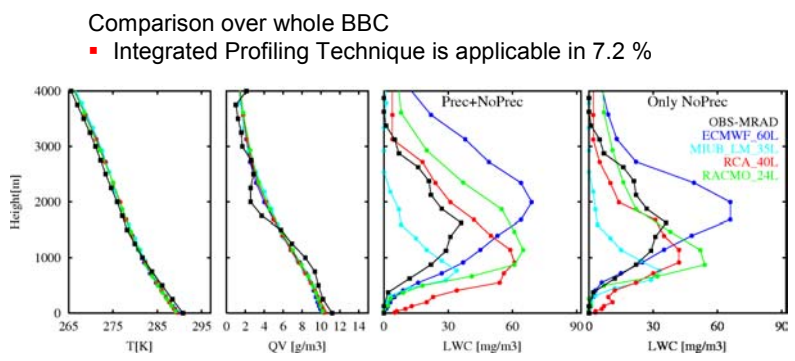 Comparison over whole BBC
▪ Integrated Profiling Technique is applicable in 7.2 %
Prec+NoPrec
Only NoPrec
OBS-MRAD
ECMWF_60L
MIUB_LM_35L
RCA_40L
RACMO_24L
Height[m]
4000
3000
2000
1000
0
265 275 285 295
0 2 4 6 8 10 12 14
0 30 60 90
0 30 60 90
T[K]
QV [g/m3]
LWC [mg/m3]
LWC [mg/m3]